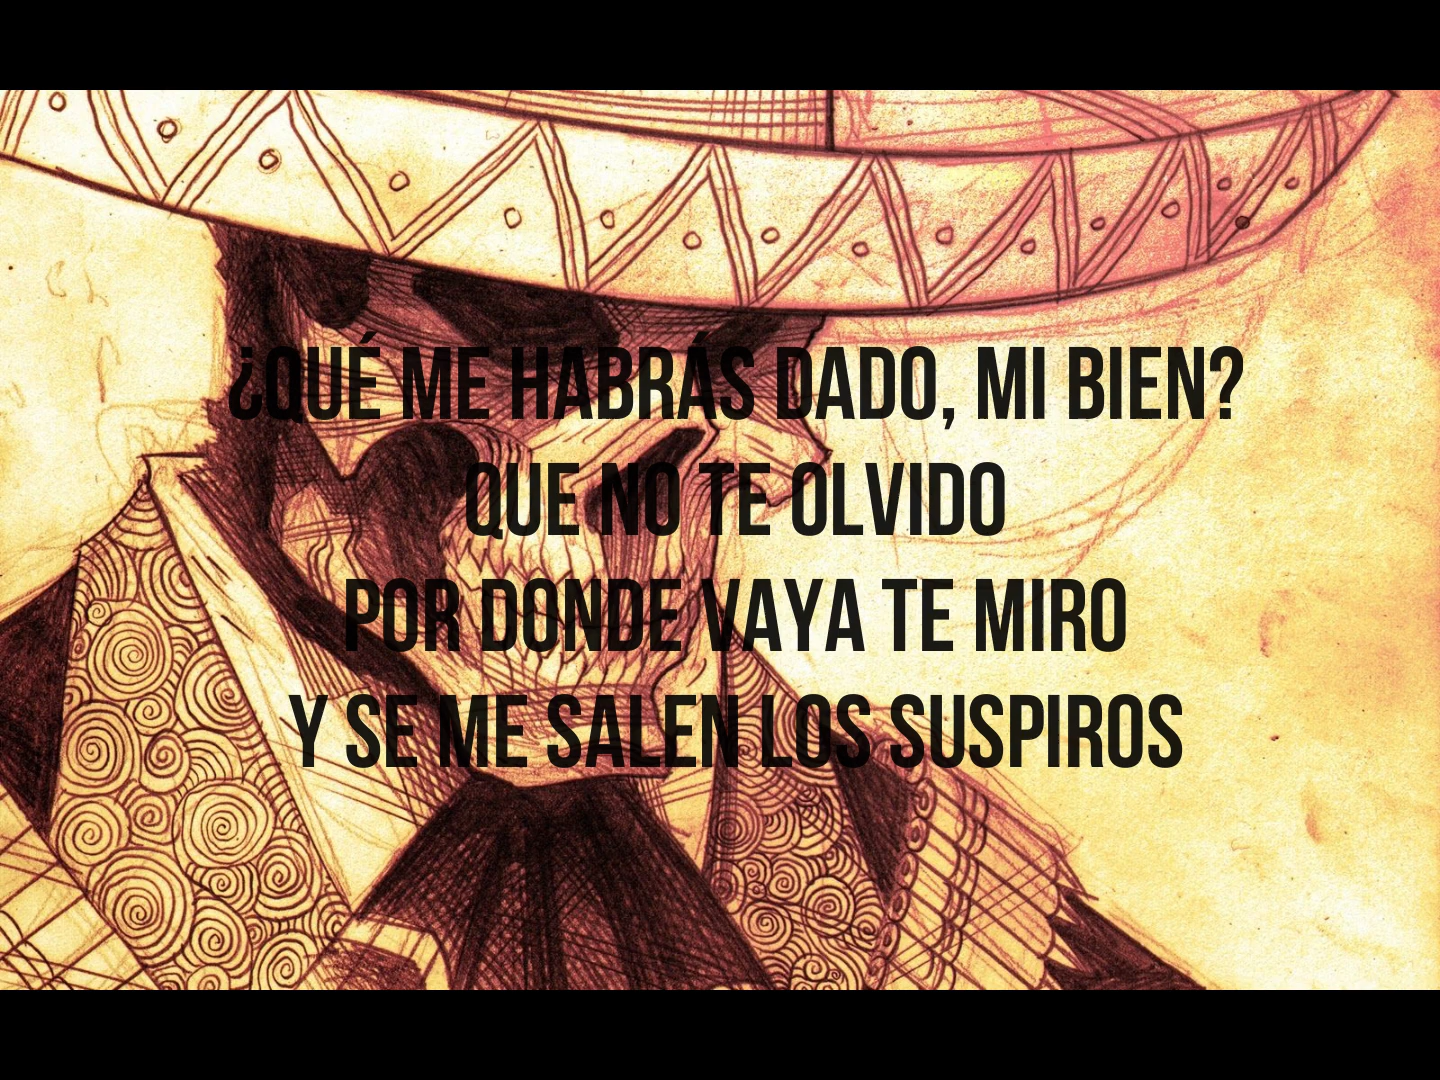 ¿QUÉ ME HABRÁS DADO, MI BIEN?
QUE NO TE OLVIDO
POR DONDE VAYA TE MIRO
Y SE ME SALEN LOS SUSPIROS